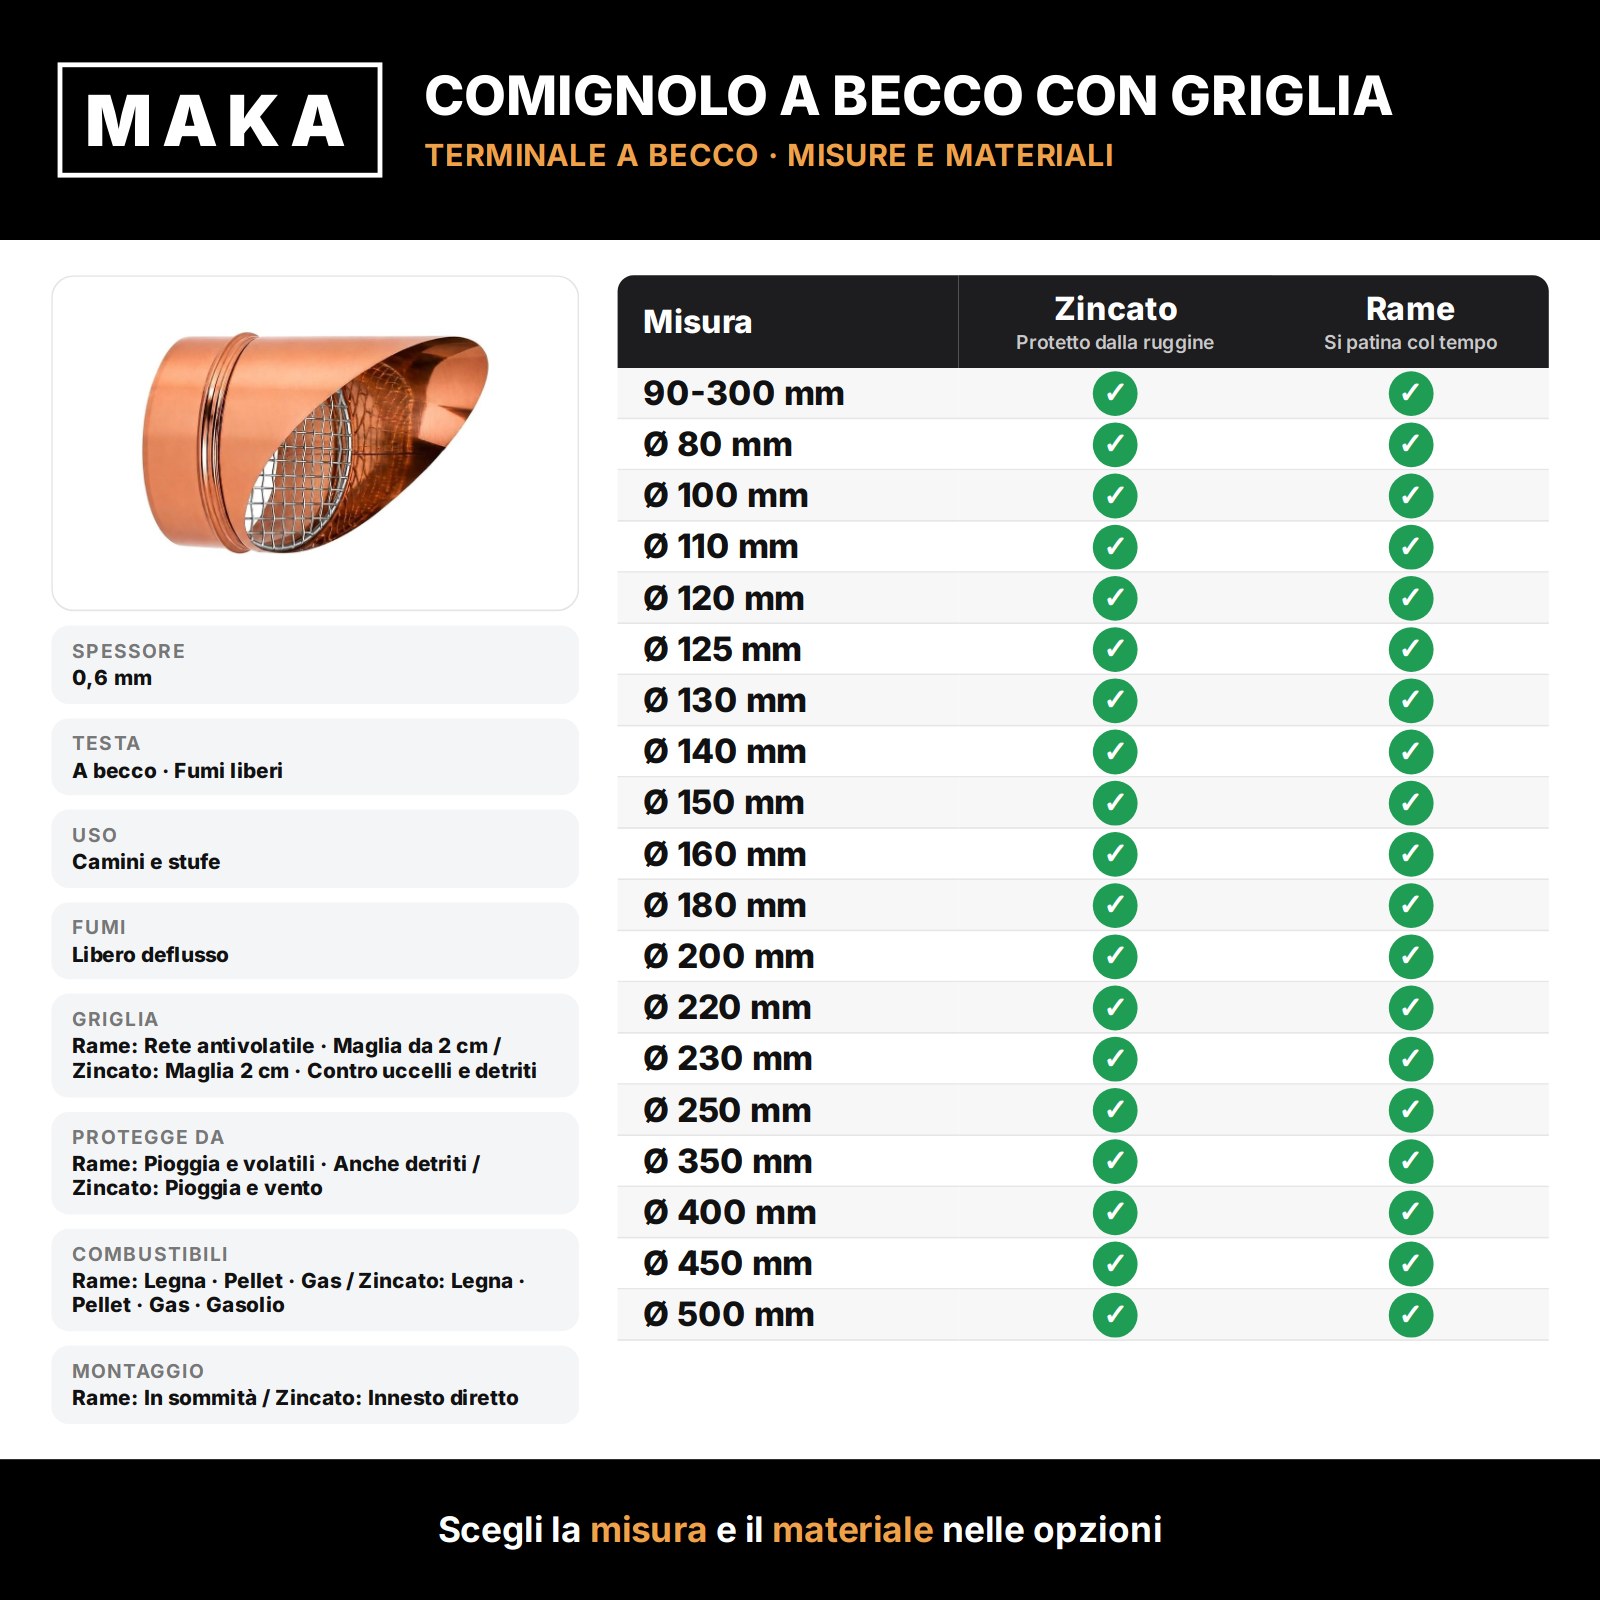 MAKA
COMIGNOLO A BECCO CON GRIGLIA
TERMINALE A BECCO · MISURE E MATERIALI
SPESSORE
0,6 mm
TESTA
A becco · Fumi liberi
USO
Camini e stufe
FUMI
Libero deflusso
GRIGLIA
Rame: Rete antivolatile · Maglia da 2 cm /
Zincato: Maglia 2 cm · Contro uccelli e detriti
PROTEGGE DA
Rame: Pioggia e volatili · Anche detriti /
Zincato: Pioggia e vento
COMBUSTIBILI
Rame: Legna · Pellet · Gas / Zincato: Legna ·
Pellet · Gas · Gasolio
MONTAGGIO
Rame: In sommità / Zincato: Innesto diretto
Misura Zincato Rame
Protetto dalla ruggine Si patina col tempo
90-300 mm ✓ ✓
Ø 80 mm ✓ ✓
Ø 100 mm ✓ ✓
Ø 110 mm ✓ ✓
Ø 120 mm ✓ ✓
Ø 125 mm ✓ ✓
Ø 130 mm ✓ ✓
Ø 140 mm ✓ ✓
Ø 150 mm ✓ ✓
Ø 160 mm ✓ ✓
Ø 180 mm ✓ ✓
Ø 200 mm ✓ ✓
Ø 220 mm ✓ ✓
Ø 230 mm ✓ ✓
Ø 250 mm ✓ ✓
Ø 350 mm ✓ ✓
Ø 400 mm ✓ ✓
Ø 450 mm ✓ ✓
Ø 500 mm ✓ ✓
Scegli la misura e il materiale nelle opzioni